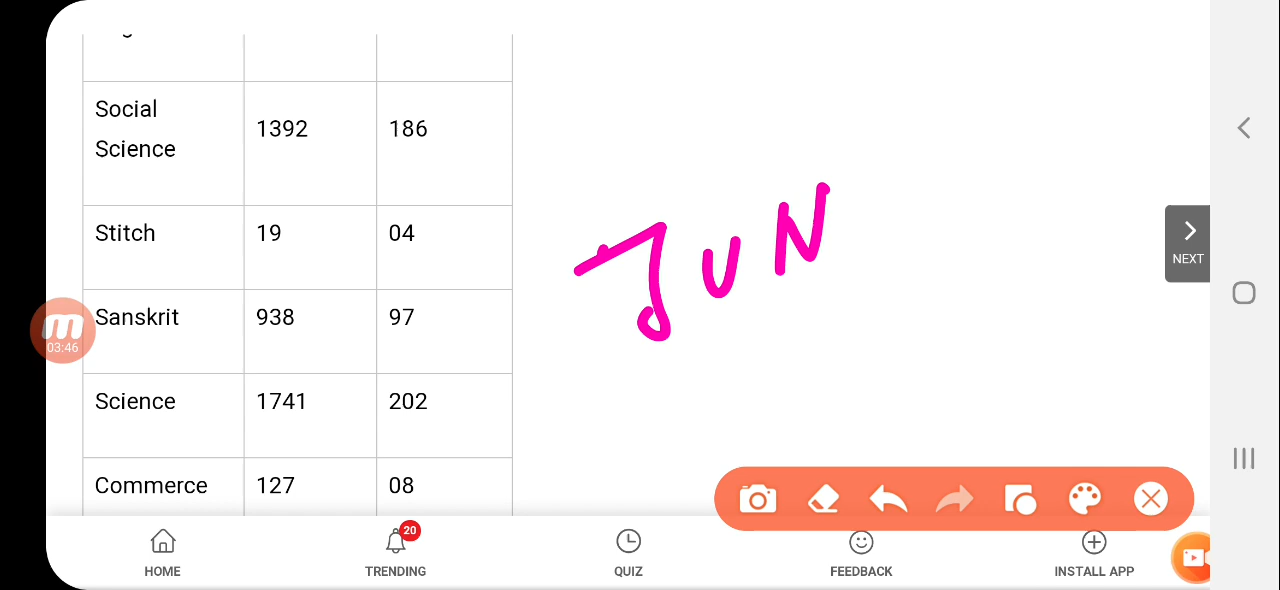 Social Science 1392 186
Stitch 19 04
Sanskrit 938 97
Science 1741 202
Commerce 127 08
JUN
NEXT
m
03:46
20
HOME TRENDING QUIZ FEEDBACK INSTALL APP